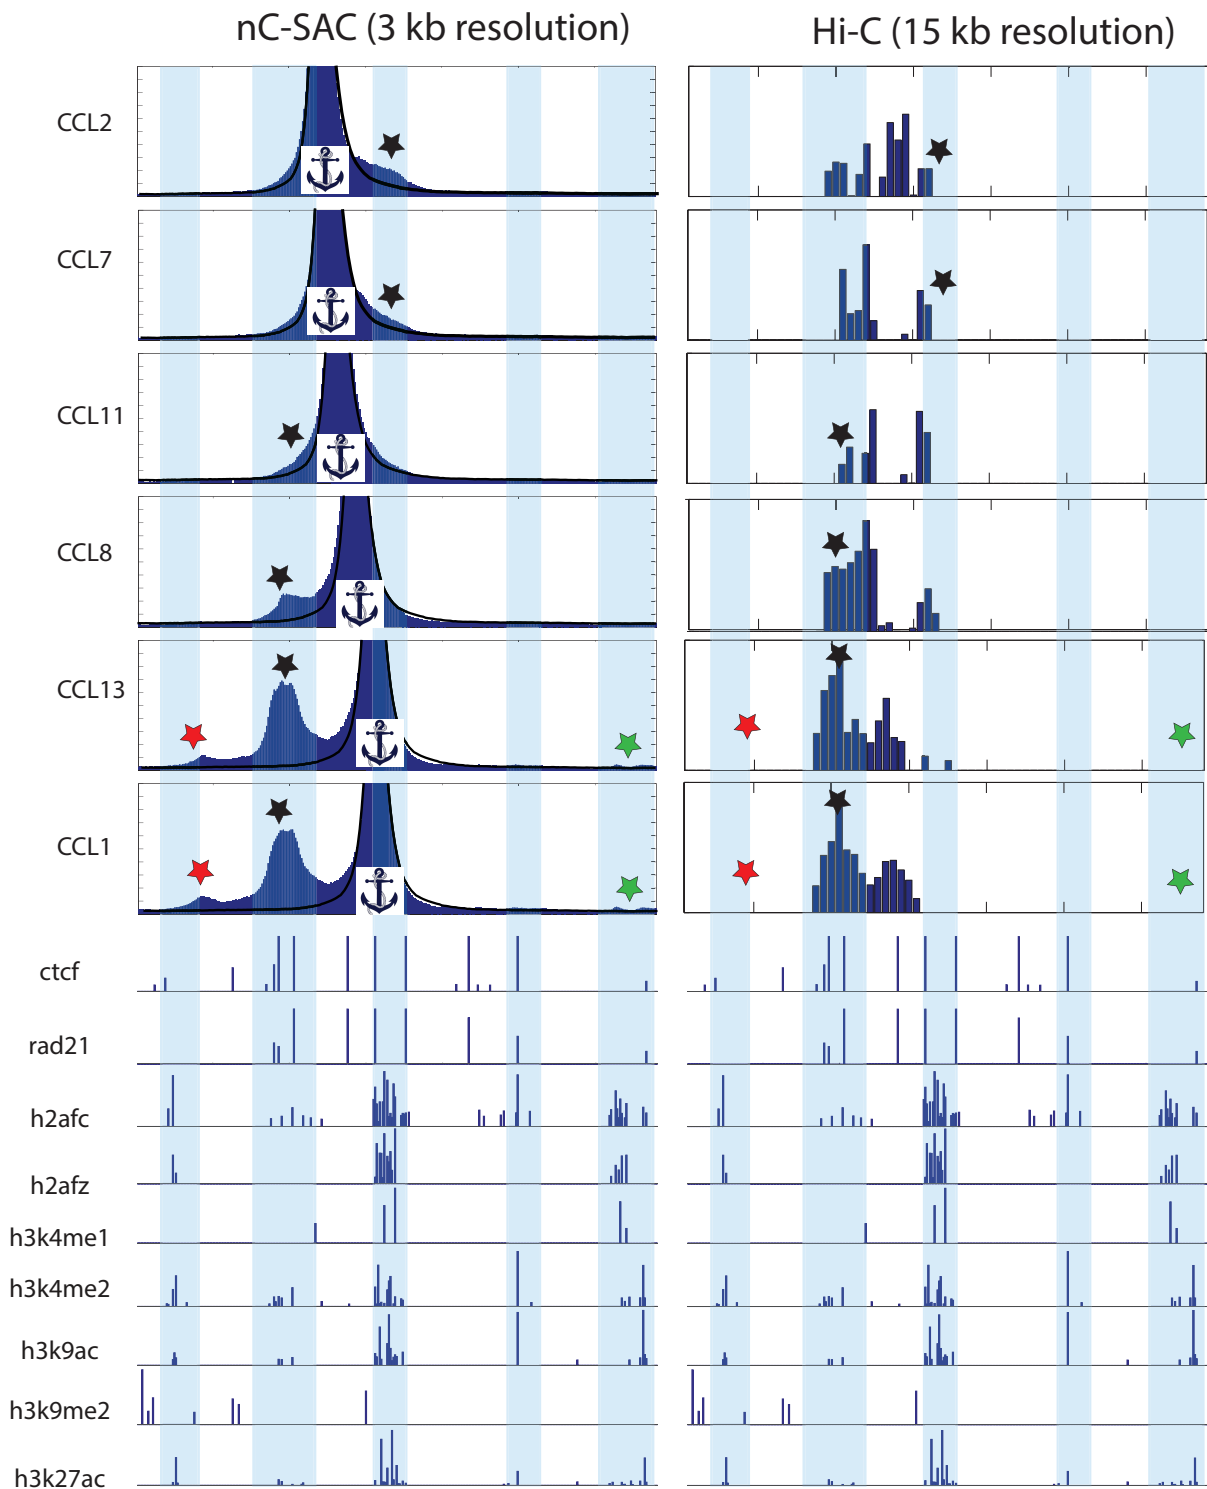 nC-SAC (3 kb resolution)
Hi-C (15 kb resolution)
CCL2
CCL7
CCL11
CCL8
CCL13
CCL1
ctcf
rad21
h2afc
h2afz
h3k4me1
h3k4me2
h3k9ac
h3k9me2
h3k27ac